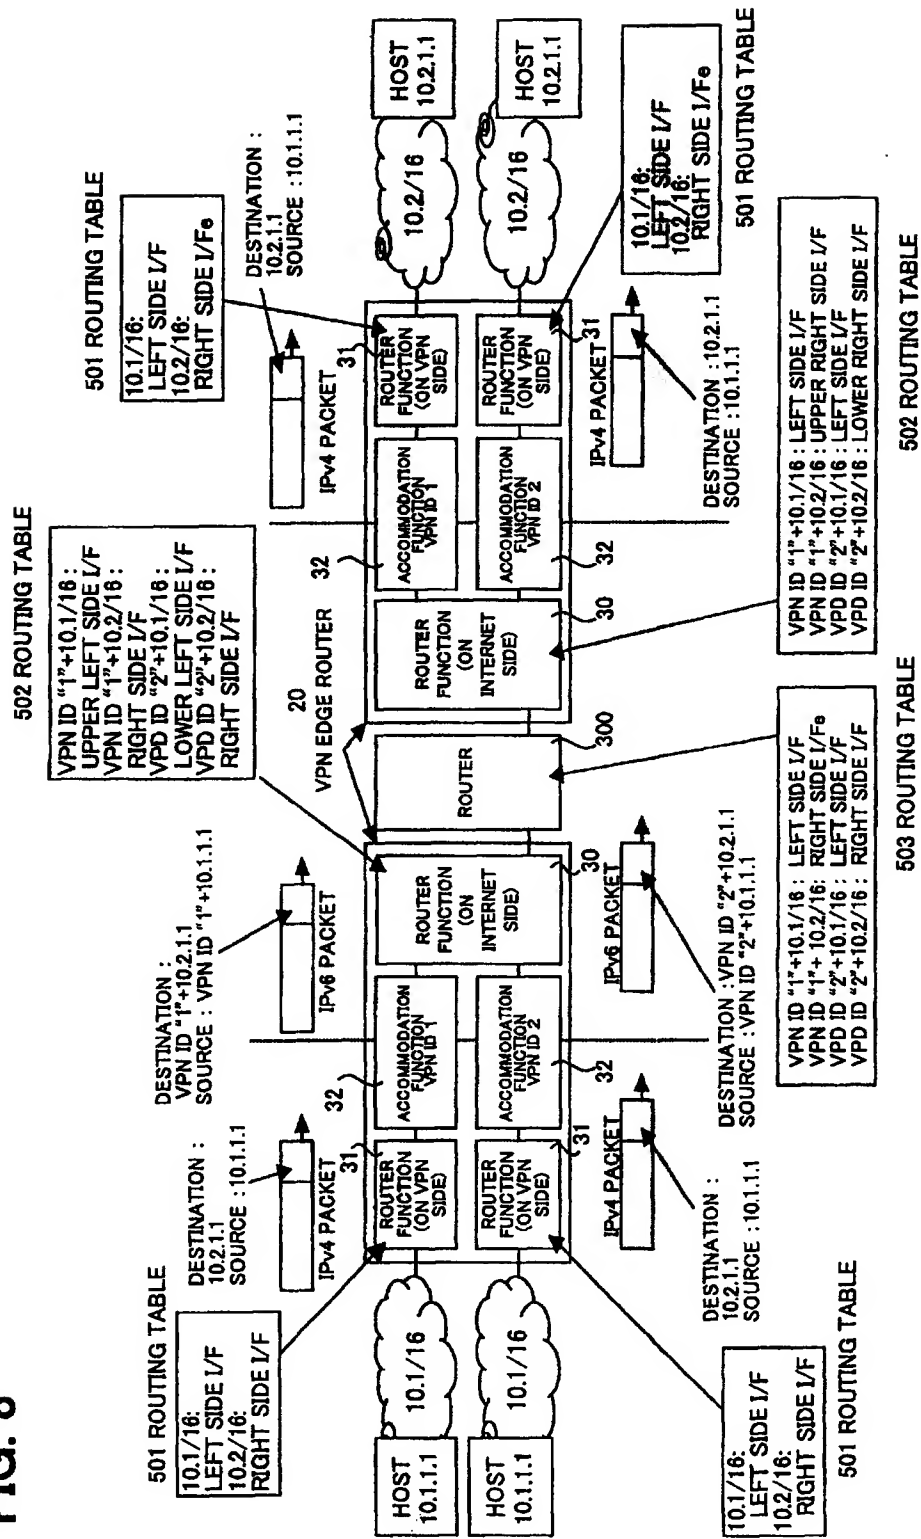 FIG. 8
501 ROUTING TABLE
10.1/16:
LEFT SIDE I/F
10.2/16:
RIGHT SIDE I/F
DESTINATION :
10.2.1.1
SOURCE : 10.1.1.1
IPv4 PACKET
DESTINATION :
VPN ID "1"+10.2.1.1
SOURCE : VPN ID "1"+10.1.1.1
IPv6 PACKET
502 ROUTING TABLE
VPN ID "1"+10.1/16 :
UPPER LEFT SIDE I/F
VPN ID "1"+10.2/16 :
RIGHT SIDE I/F
VPD ID "2"+10.1/16 :
LOWER LEFT SIDE I/F
VPD ID "2"+10.2/16 :
RIGHT SIDE I/F
20
VPN EDGE ROUTER
501 ROUTING TABLE
10.1/16:
LEFT SIDE I/F
10.2/16:
RIGHT SIDE I/Fe
DESTINATION :
10.2.1.1
SOURCE : 10.1.1.1
IPv4 PACKET
HOST
10.1.1.1
10.1/16
31
ROUTER
FUNCTION
(ON VPN
SIDE)
32
ACCOMMODATION
FUNCTION
VPN ID 1
ROUTER
FUNCTION
(ON
INTERNET
SIDE)
30
ROUTER
300
ROUTER
FUNCTION
(ON
INTERNET
SIDE)
30
32
ACCOMMODATION
FUNCTION
VPN ID 1
31
ROUTER
FUNCTION
(ON VPN
SIDE)
10.2/16
HOST
10.2.1.1
HOST
10.1.1.1
10.1/16
ROUTER
FUNCTION
(ON VPN
SIDE)
31
ACCOMMODATION
FUNCTION
VPN ID 2
32
ACCOMMODATION
FUNCTION
VPN ID 2
32
ROUTER
FUNCTION
(ON VPN
SIDE)
31
10.2/16
HOST
10.2.1.1
10.1/16:
LEFT SIDE I/F
10.2/16:
RIGHT SIDE I/F
501 ROUTING TABLE
IPv4 PACKET
DESTINATION :
10.2.1.1
SOURCE : 10.1.1.1
IPv6 PACKET
DESTINATION : VPN ID "2"+10.2.1.1
SOURCE : VPN ID "2"+10.1.1.1
VPN ID "1"+10.1/16 : LEFT SIDE I/F
VPN ID "1"+ 10.2/16: RIGHT SIDE I/Fe
VPD ID "2"+10.1/16 : LEFT SIDE I/F
VPD ID "2"+10.2/16 : RIGHT SIDE I/F
503 ROUTING TABLE
VPN ID "1"+10.1/16 : LEFT SIDE I/F
VPN ID "1"+10.2/16 : UPPER RIGHT SIDE I/F
VPD ID "2"+10.1/16 : LEFT SIDE I/F
VPD ID "2"+10.2/16 : LOWER RIGHT SIDE I/F
502 ROUTING TABLE
IPv4 PACKET
DESTINATION : 10.2.1.1
SOURCE : 10.1.1.1
10.1/16:
LEFT SIDE I/F
10.2/16:
RIGHT SIDE I/Fe
501 ROUTING TABLE